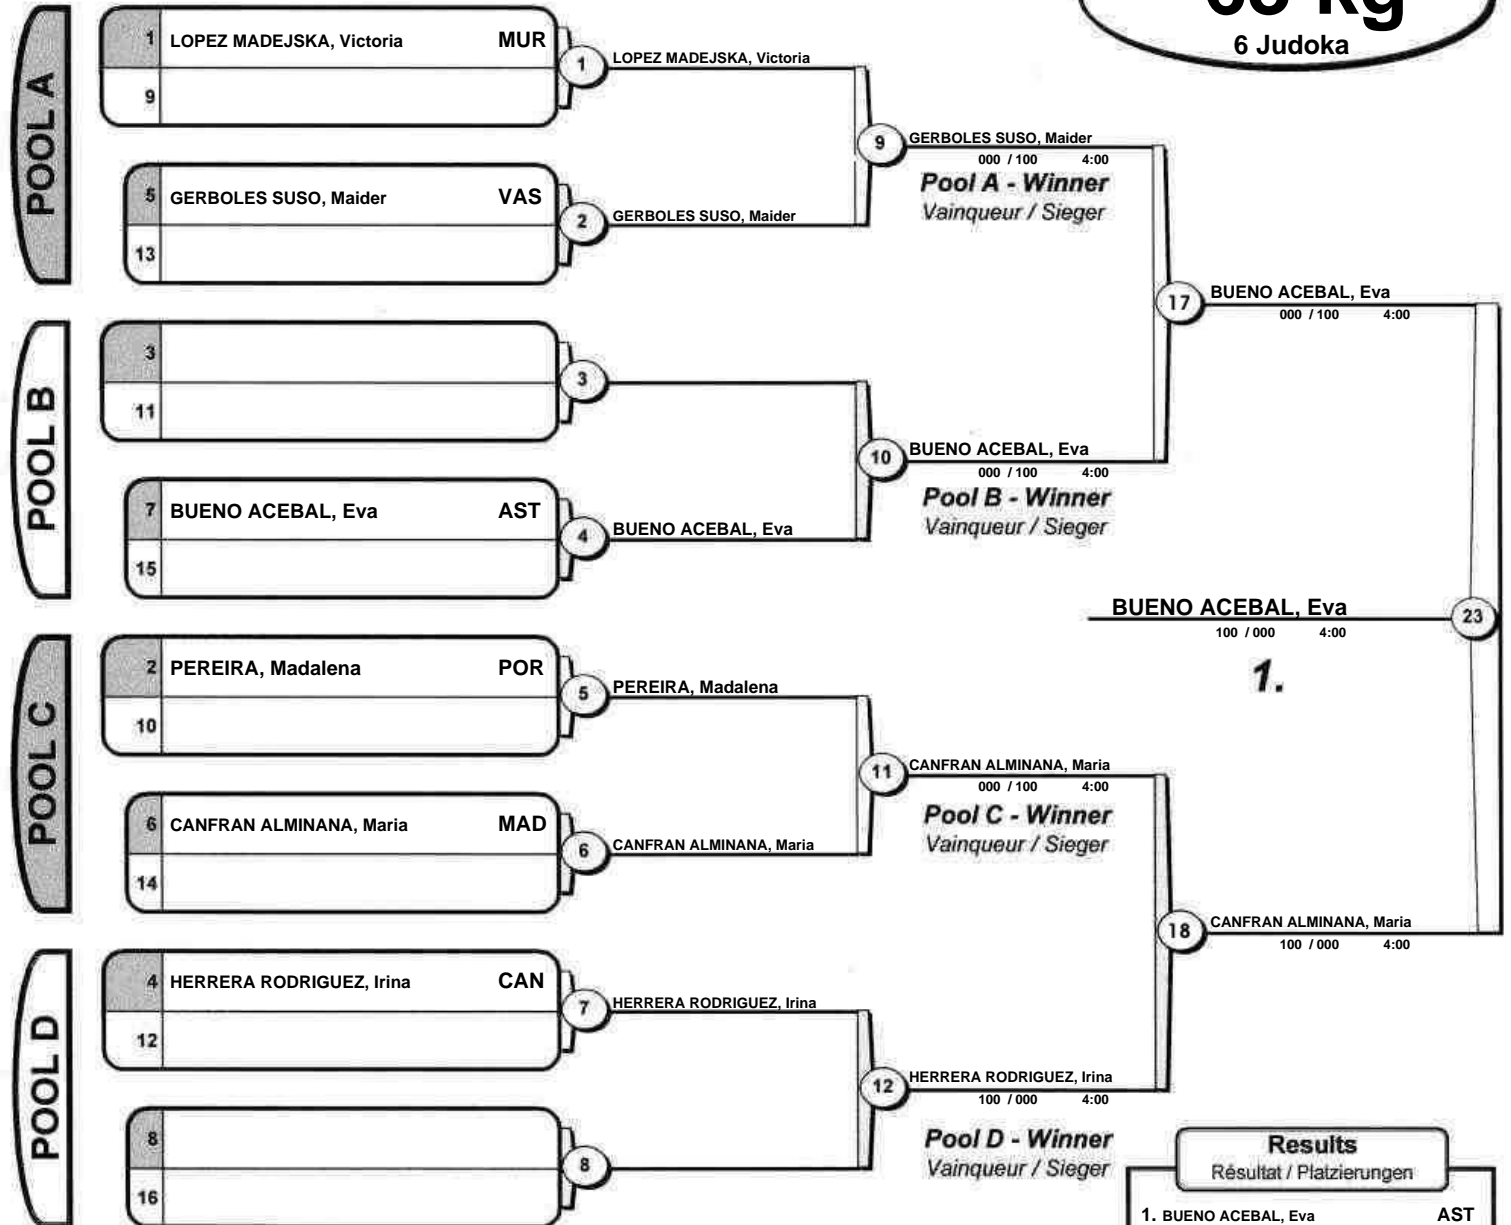 kg
6 Judoka
POOL A
1 LOPEZ MADEJSKA, Victoria MUR
9
1
LOPEZ MADEJSKA, Victoria
5 GERBOLES SUSO, Maider VAS
13
2
GERBOLES SUSO, Maider
9
GERBOLES SUSO, Maider
000 / 100 4:00
Pool A - Winner
Vainqueur / Sieger
POOL B
3
11
3
7 BUENO ACEBAL, Eva AST
15
4
BUENO ACEBAL, Eva
10
BUENO ACEBAL, Eva
000 / 100 4:00
Pool B - Winner
Vainqueur / Sieger
17
BUENO ACEBAL, Eva
000 / 100 4:00
BUENO ACEBAL, Eva
100 / 000 4:00
1.
23
POOL C
2 PEREIRA, Madalena POR
10
5
PEREIRA, Madalena
6 CANFRAN ALMINANA, Maria MAD
14
6
CANFRAN ALMINANA, Maria
11
CANFRAN ALMINANA, Maria
000 / 100 4:00
Pool C - Winner
Vainqueur / Sieger
18
CANFRAN ALMINANA, Maria
100 / 000 4:00
POOL D
4 HERRERA RODRIGUEZ, Irina CAN
12
7
HERRERA RODRIGUEZ, Irina
8
16
8
12
HERRERA RODRIGUEZ, Irina
100 / 000 4:00
Pool D - Winner
Vainqueur / Sieger
Results
Résultat / Platzierungen
1. BUENO ACEBAL, Eva AST